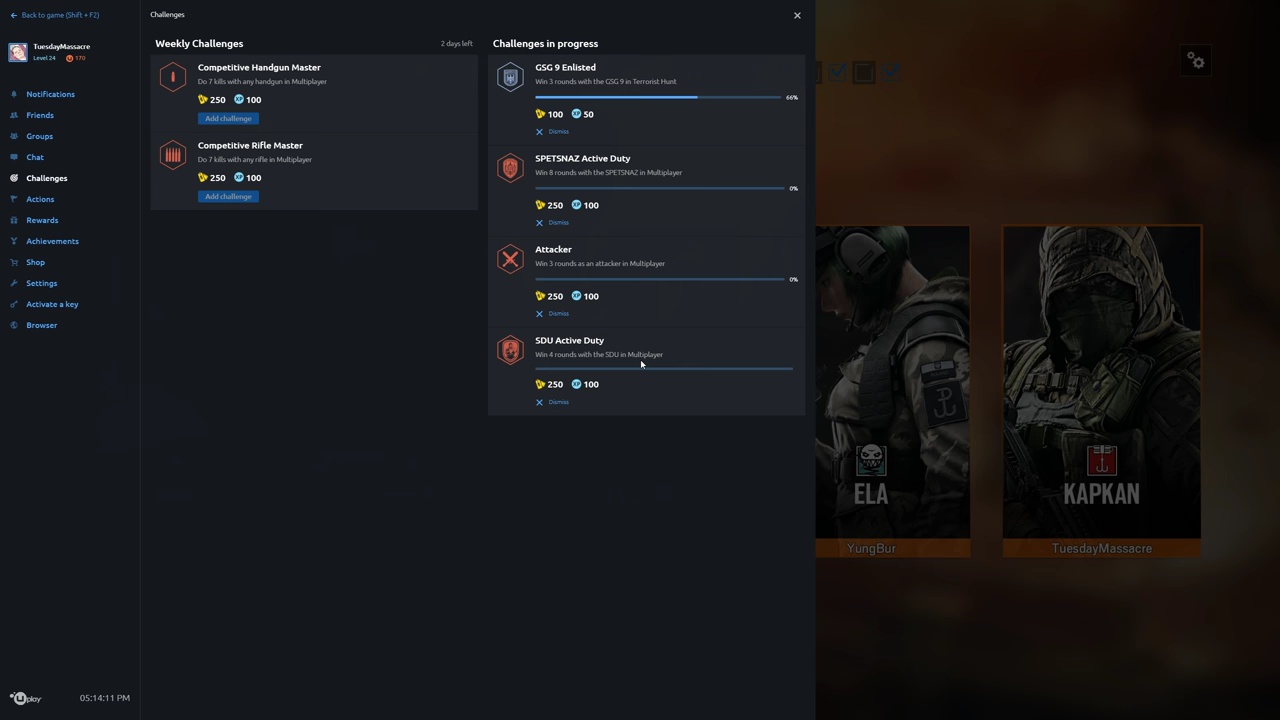 Back to game (Shift + F2)
TuesdayMassacre
Level 24
170
Notifications
Friends
Groups
Chat
Challenges
Actions
Rewards
Achievements
Shop
Settings
Activate a key
Browser
uplay
05:14:11 PM
Challenges
Weekly Challenges
2 days left
Competitive Handgun Master
Do 7 kills with any handgun in Multiplayer
250
XP 100
Add challenge
Competitive Rifle Master
Do 7 kills with any rifle in Multiplayer
250
XP 100
Add challenge
Challenges in progress
GSG 9 Enlisted
Win 3 rounds with the GSG 9 in Terrorist Hunt
66%
100
XP 50
Dismiss
SPETSNAZ Active Duty
Win 8 rounds with the SPETSNAZ in Multiplayer
0%
250
XP 100
Dismiss
Attacker
Win 3 rounds as an attacker in Multiplayer
0%
250
XP 100
Dismiss
SDU Active Duty
Win 4 rounds with the SDU in Multiplayer
250
XP 100
Dismiss
ELA
YungBur
KAPKAN
TuesdayMassacre